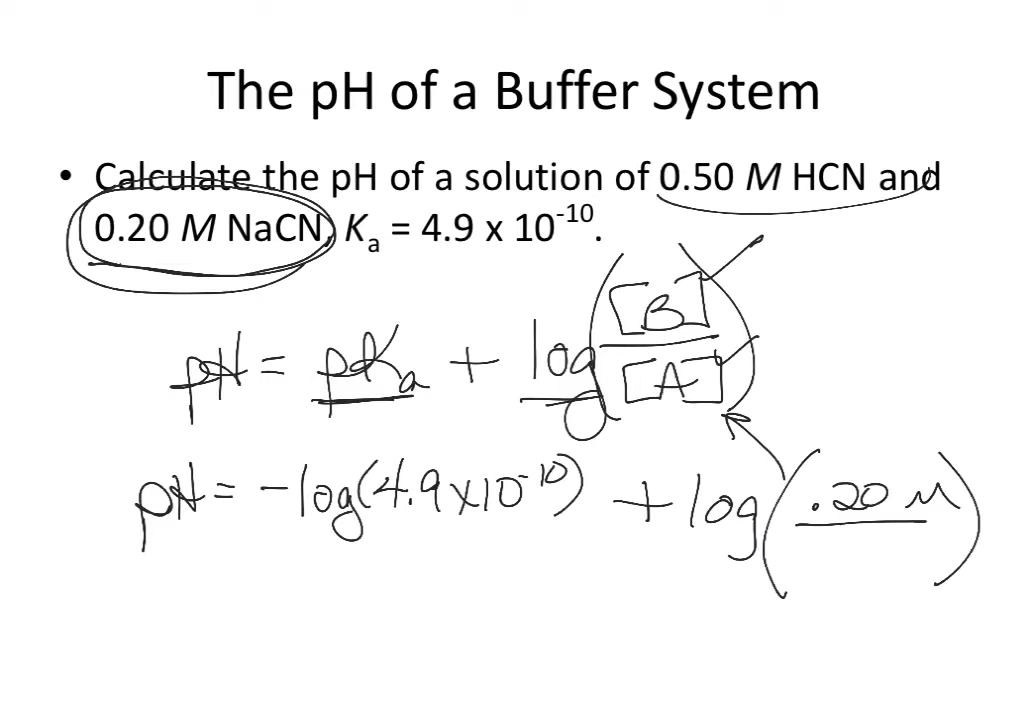 The pH of a Buffer System
• Calculate the pH of a solution of 0.50 M HCN and
0.20 M NaCN, Ka = 4.9 x 10-10.
pH = pKa + log([B]/[A])
pH = -log(4.9x10-10) + log(.20 M)